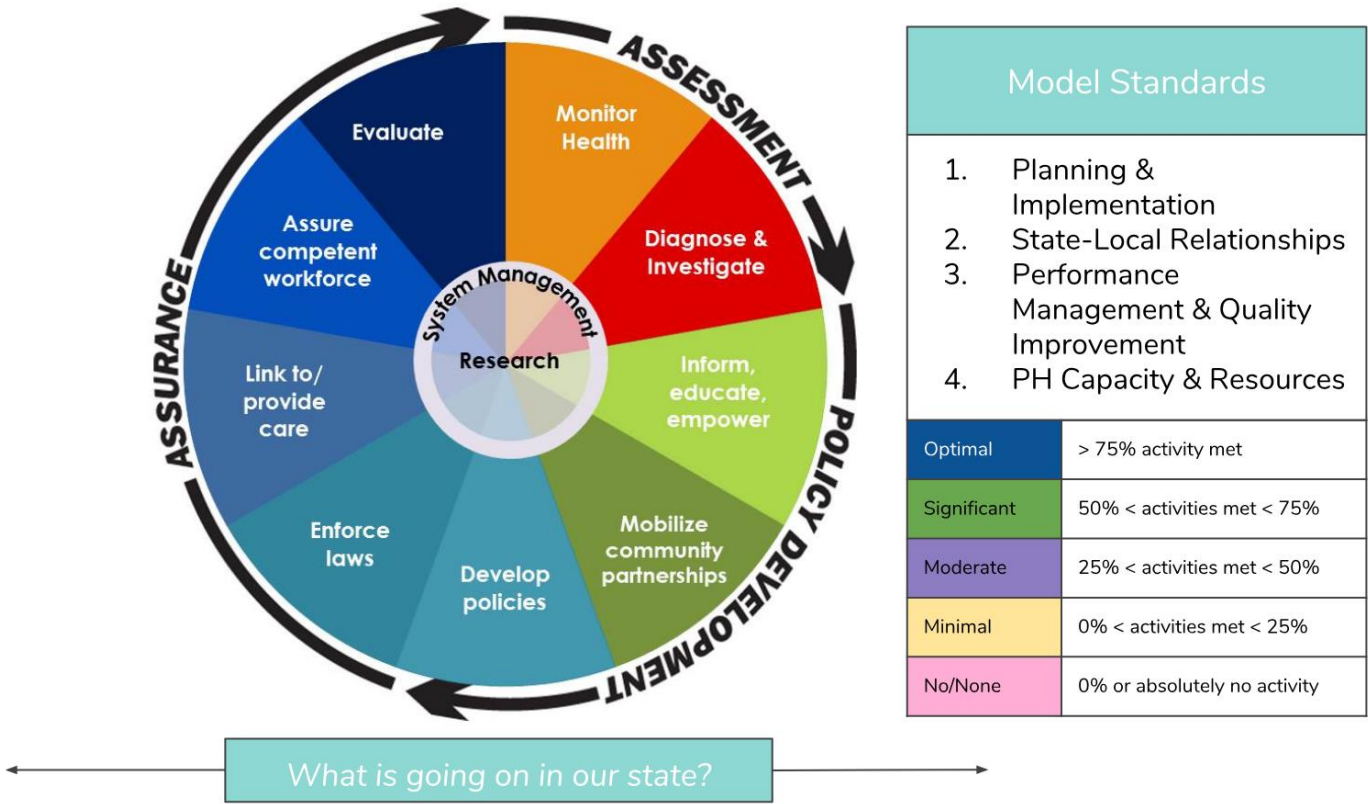 ASSESSMENT
POLICY DEVELOPMENT
ASSURANCE
Monitor
Health
Diagnose &
Investigate
Inform,
educate,
empower
Mobilize
community
partnerships
Develop
policies
Enforce
laws
Link to/
provide
care
Assure
competent
workforce
Evaluate
System Management
Research
Model Standards
1. Planning &
Implementation
2. State-Local Relationships
3. Performance
Management & Quality
Improvement
4. PH Capacity & Resources
Optimal > 75% activity met
Significant 50% < activities met < 75%
Moderate 25% < activities met < 50%
Minimal 0% < activities met < 25%
No/None 0% or absolutely no activity
What is going on in our state?